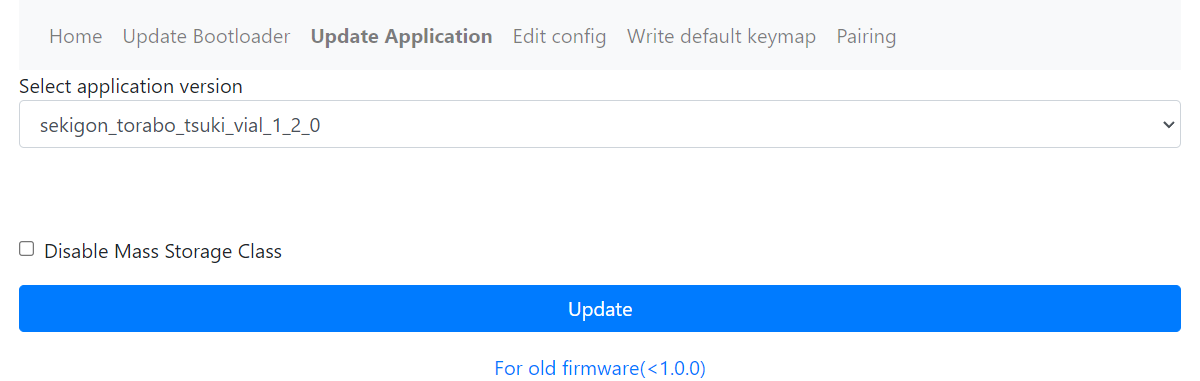 Home Update Bootloader Update Application Edit config Write default keymap Pairing
Select application version
sekigon_torabo_tsuki_vial_1_2_0
Disable Mass Storage Class
Update
For old firmware(<1.0.0)